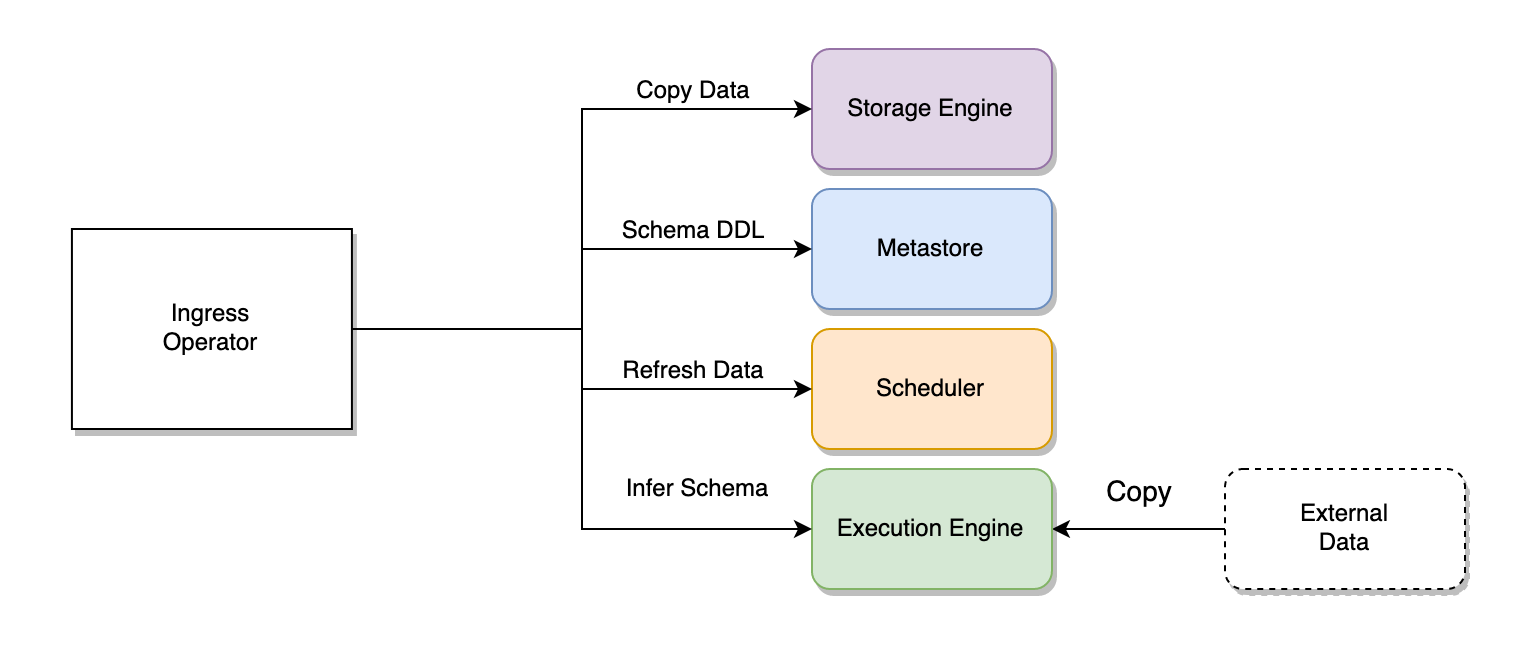 Copy Data
Storage Engine
Schema DDL
Metastore
Ingress
Operator
Refresh Data
Scheduler
Infer Schema
Execution Engine
Copy
External
Data